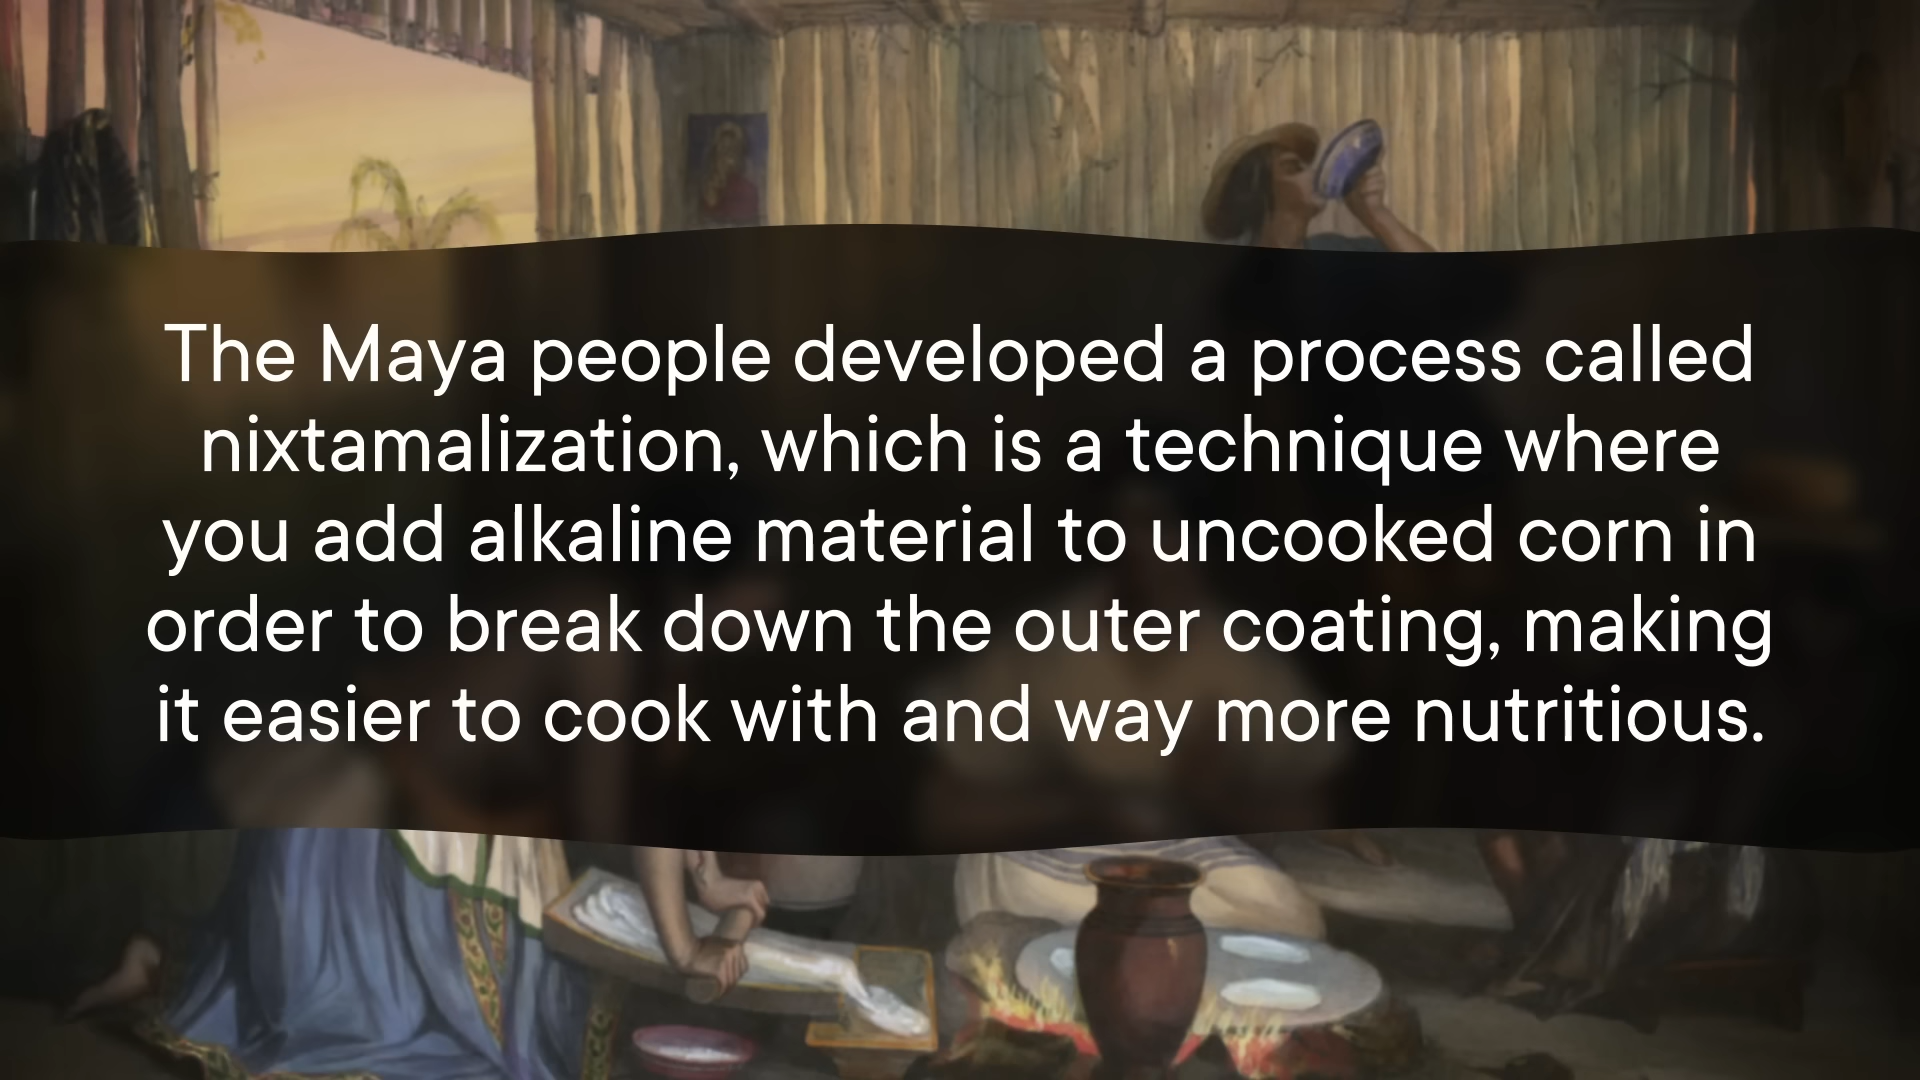 The Maya people developed a process called
nixtamalization, which is a technique where
you add alkaline material to uncooked corn in
order to break down the outer coating, making
it easier to cook with and way more nutritious.